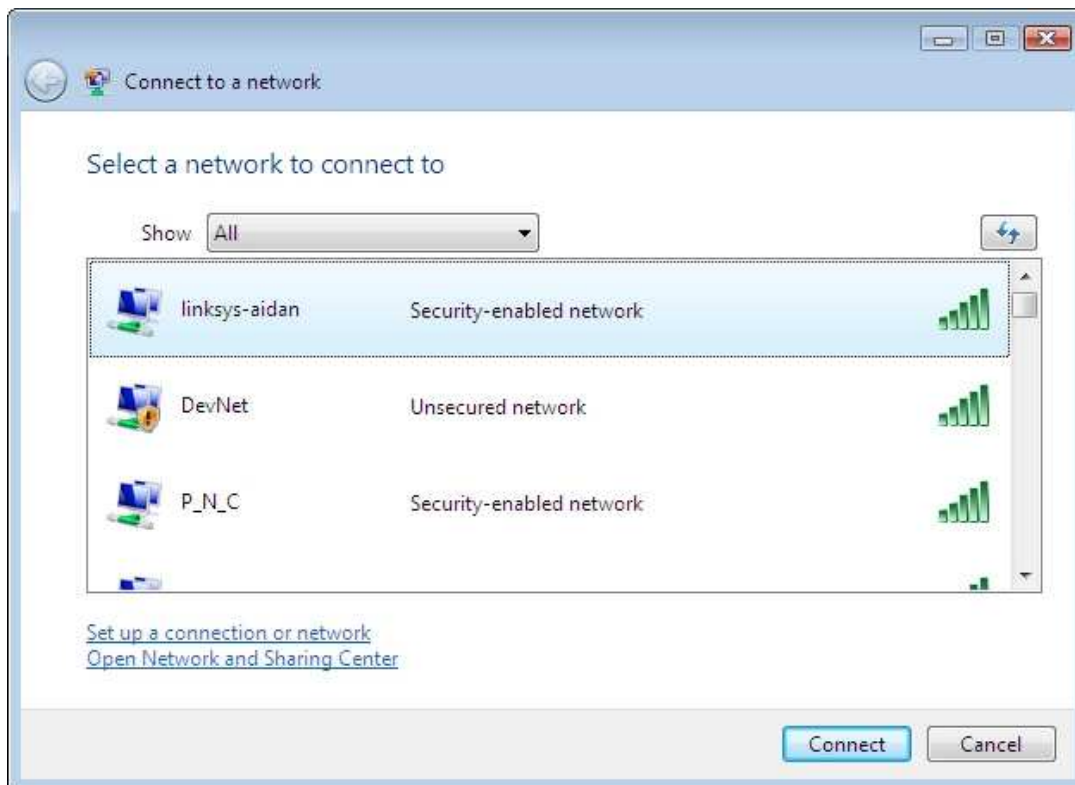 Connect to a network
Select a network to connect to
Show All
linksys-aidan Security-enabled network
DevNet Unsecured network
P_N_C Security-enabled network
Set up a connection or network
Open Network and Sharing Center
Connect Cancel